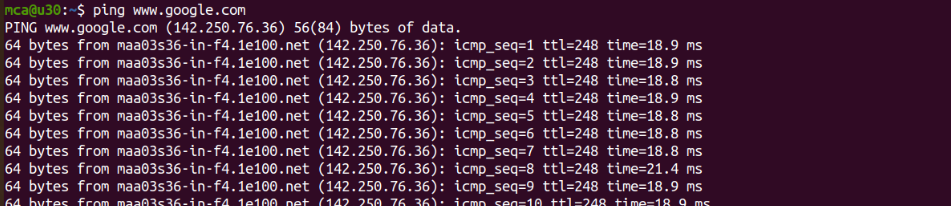 mca@u30:~$ ping www.google.com
PING www.google.com (142.250.76.36) 56(84) bytes of data.
64 bytes from maa03s36-in-f4.1e100.net (142.250.76.36): icmp_seq=1 ttl=248 time=18.9 ms
64 bytes from maa03s36-in-f4.1e100.net (142.250.76.36): icmp_seq=2 ttl=248 time=18.9 ms
64 bytes from maa03s36-in-f4.1e100.net (142.250.76.36): icmp_seq=3 ttl=248 time=18.8 ms
64 bytes from maa03s36-in-f4.1e100.net (142.250.76.36): icmp_seq=4 ttl=248 time=18.9 ms
64 bytes from maa03s36-in-f4.1e100.net (142.250.76.36): icmp_seq=5 ttl=248 time=18.8 ms
64 bytes from maa03s36-in-f4.1e100.net (142.250.76.36): icmp_seq=6 ttl=248 time=18.8 ms
64 bytes from maa03s36-in-f4.1e100.net (142.250.76.36): icmp_seq=7 ttl=248 time=18.8 ms
64 bytes from maa03s36-in-f4.1e100.net (142.250.76.36): icmp_seq=8 ttl=248 time=21.4 ms
64 bytes from maa03s36-in-f4.1e100.net (142.250.76.36): icmp_seq=9 ttl=248 time=18.9 ms
64 bytes from maa03s36-in-f4.1e100.net (142.250.76.36): icmp_seq=10 ttl=248 time=18.9 ms